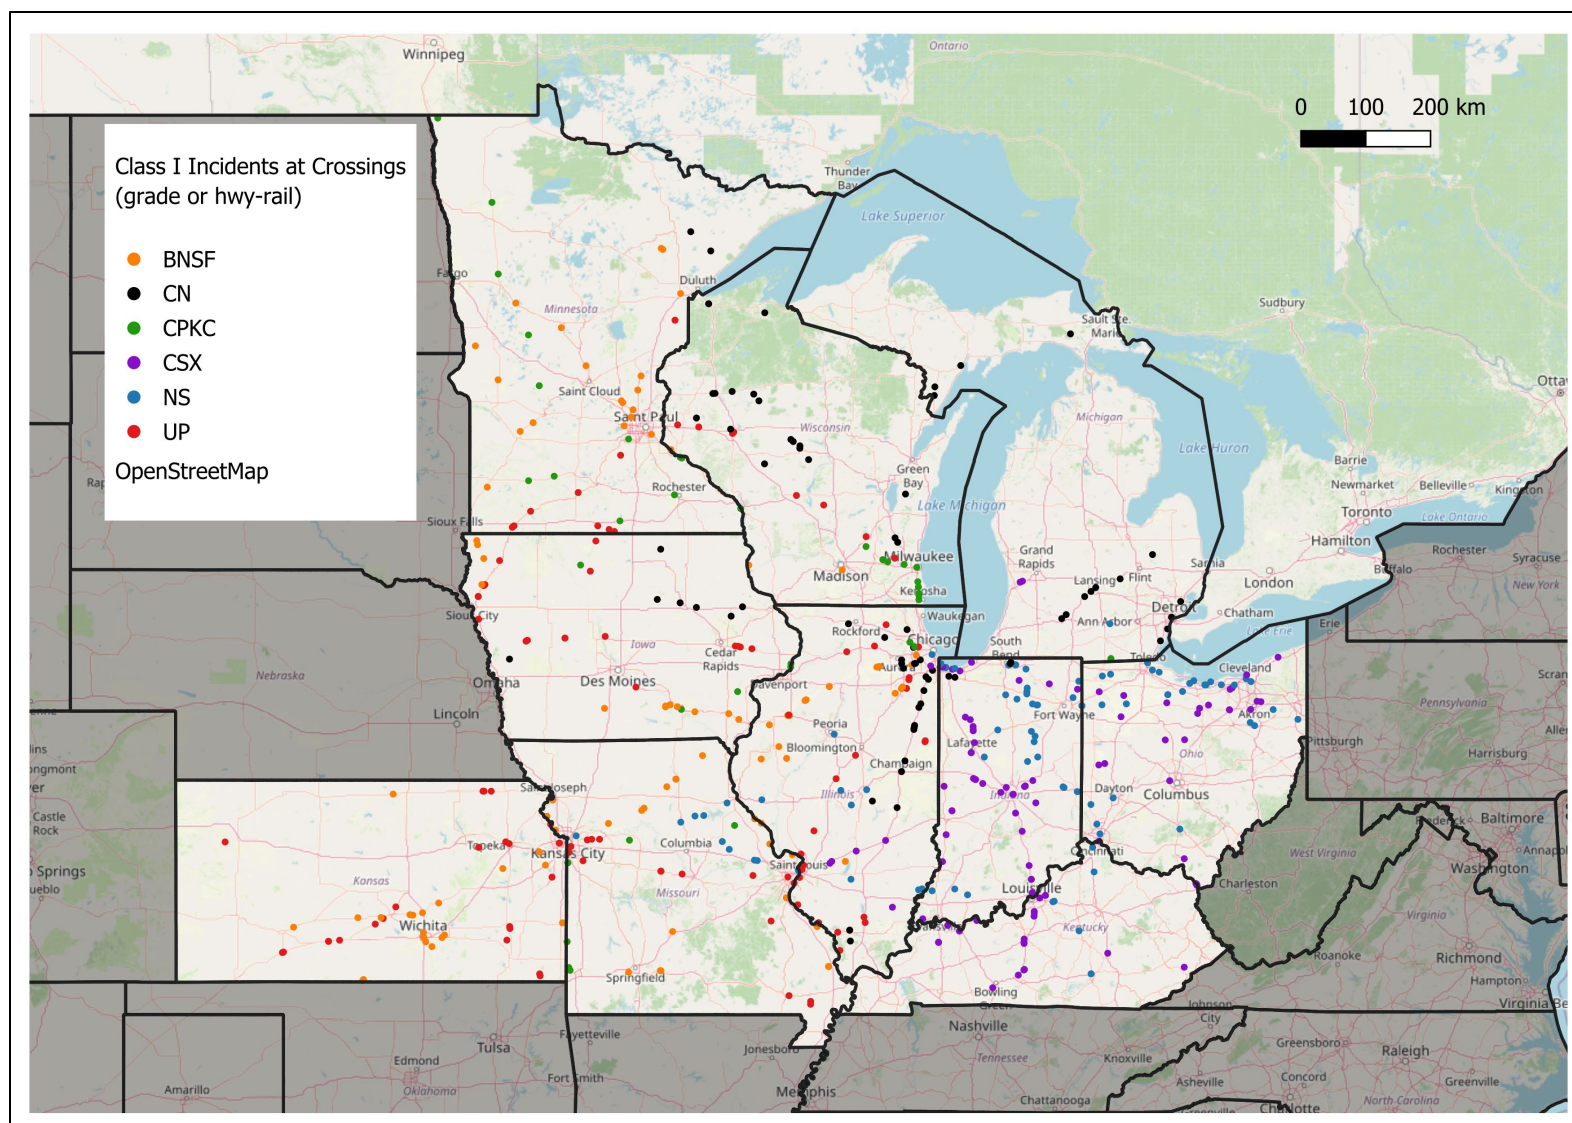 Winnipeg
Ontario
0 100 200 km
Class I Incidents at Crossings
(grade or hwy-rail)
BNSF
CN
CPKC
CSX
NS
UP
OpenStreetMap
Thunder
Bay
Lake Superior
Fargo
Duluth
Minnesota
Sudbury
Sault Ste.
Marie
Saint Cloud
Saint Paul
Wisconsin
Michigan
Lake Huron
Barrie
Newmarket
Belleville
Kingston
Toronto
Lake Ontario
Hamilton
Rochester
Syracuse
Buffalo
New York
Green
Bay
Lake Michigan
Rochester
Sioux Falls
Milwaukee
Madison
Grand
Rapids
Lansing
Flint
Sarnia
London
Kenosha
Waukegan
Detroit
Chatham
Ann Arbor
Lake Erie
Erie
Sioux City
Rockford
Chicago
South
Bend
Toledo
Cleveland
Iowa
Cedar
Rapids
Aurora
Nebraska
Omaha
Des Moines
Davenport
Lincoln
Peoria
Fort Wayne
Akron
Pennsylvania
Bloomington
Lafayette
Ohio
Pittsburgh
Harrisburg
Champaign
Saint Joseph
Illinois
Indiana
Dayton
Columbus
Castle
Rock
Baltimore
Frederick
Topeka
Kansas City
Columbia
Cincinnati
West Virginia
Washington
Springs
Kansas
Missouri
Saint Louis
Louisville
Charleston
Wichita
Evansville
Kentucky
Virginia
Roanoke
Richmond
Springfield
Hampton
Bowling
Green
Johnson
City
Tulsa
Fayetteville
Nashville
Greensboro
Raleigh
Jonesboro
Tennessee
Knoxville
Edmond
Fort Smith
Asheville
Concord
Greenville
Amarillo
Oklahoma
Memphis
Chattanooga
Charlotte
North Carolina